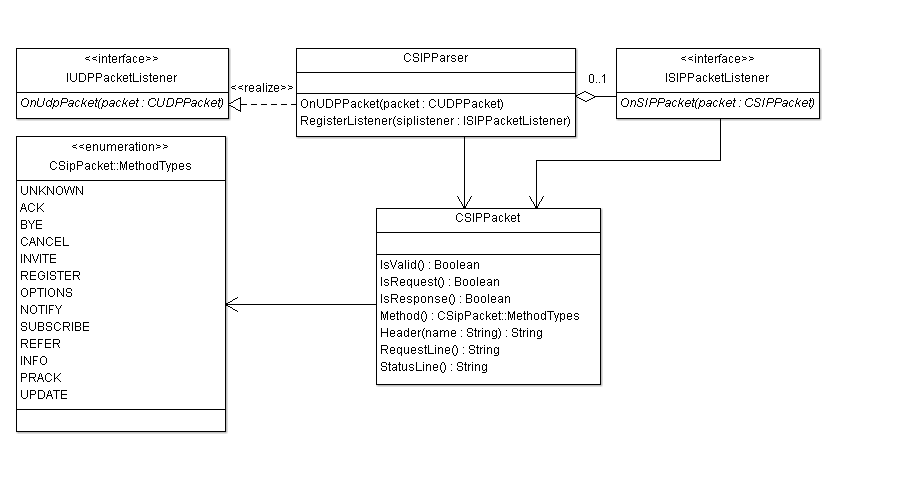 <<interface>>
IUDPPacketListener
OnUdpPacket(packet : CUDPPacket)
<<realize>>
CSIPParser
OnUDPPacket(packet : CUDPPacket)
RegisterListener(siplistener : ISIPPacketListener)
0..1
<<interface>>
ISIPPacketListener
OnSIPPacket(packet : CSIPPacket)
<<enumeration>>
CSipPacket::MethodTypes
UNKNOWN
ACK
BYE
CANCEL
INVITE
REGISTER
OPTIONS
NOTIFY
SUBSCRIBE
REFER
INFO
PRACK
UPDATE
CSIPPacket
IsValid() : Boolean
IsRequest() : Boolean
IsResponse() : Boolean
Method() : CSipPacket::MethodTypes
Header(name : String) : String
RequestLine() : String
StatusLine() : String